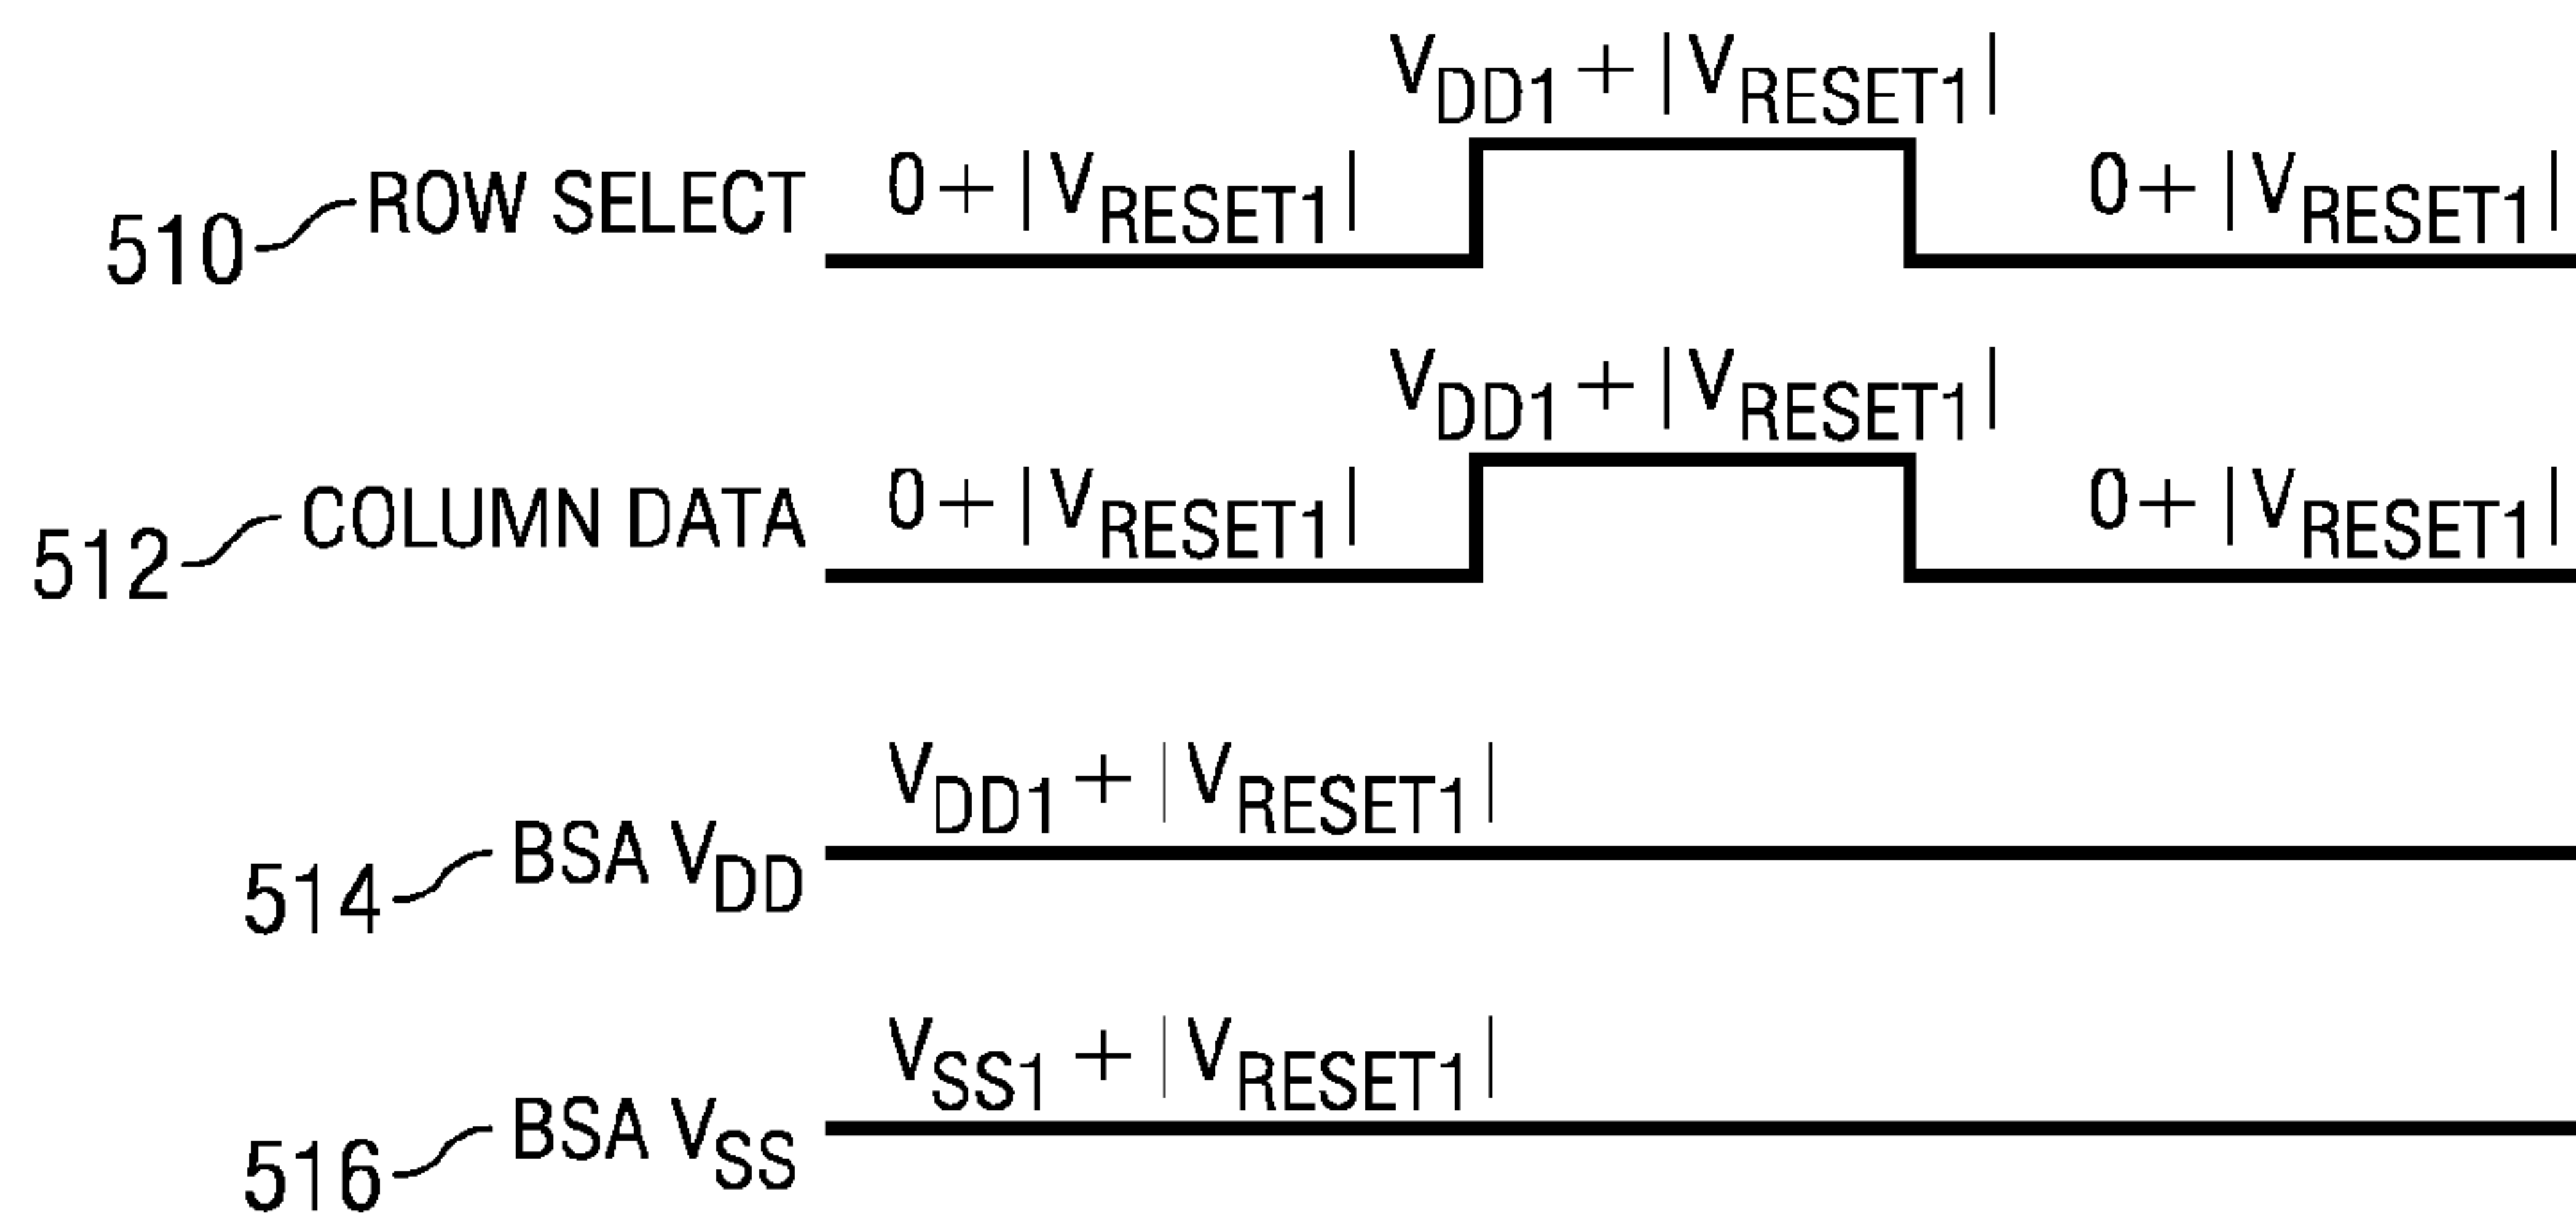 V_DD1 + |V_RESET1|
510 ROW SELECT 0 + |V_RESET1| 0 + |V_RESET1|
V_DD1 + |V_RESET1|
512 COLUMN DATA 0 + |V_RESET1| 0 + |V_RESET1|
V_DD1 + |V_RESET1|
514 BSA V_DD
V_SS1 + |V_RESET1|
516 BSA V_SS